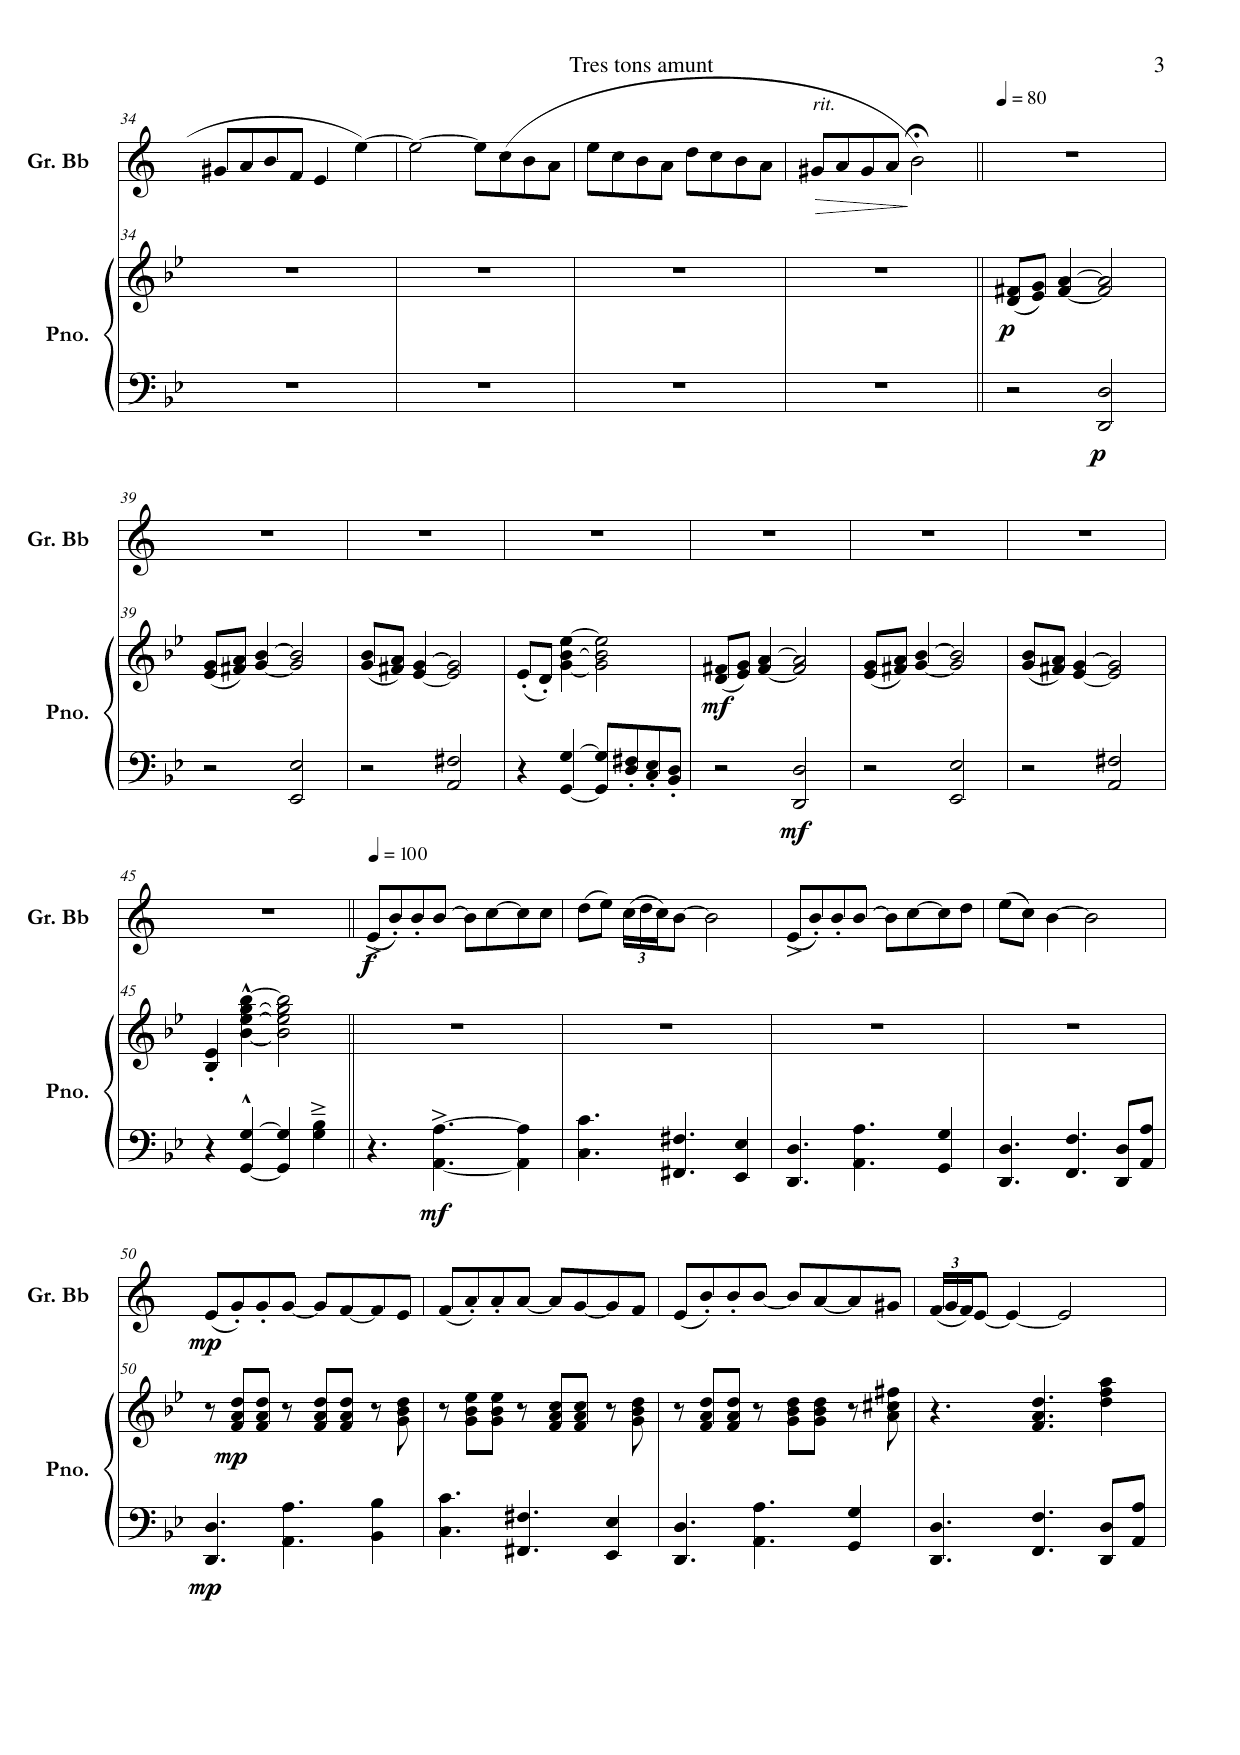 Tres tons amunt 3
rit. = 80
34
Gr. Bb
34
p
Pno.
p
39
Gr. Bb
39
mf
Pno.
mf
= 100
45
Gr. Bb
f 3
45
Pno.
mf
50
3
Gr. Bb
mp
50
mp
Pno.
mp